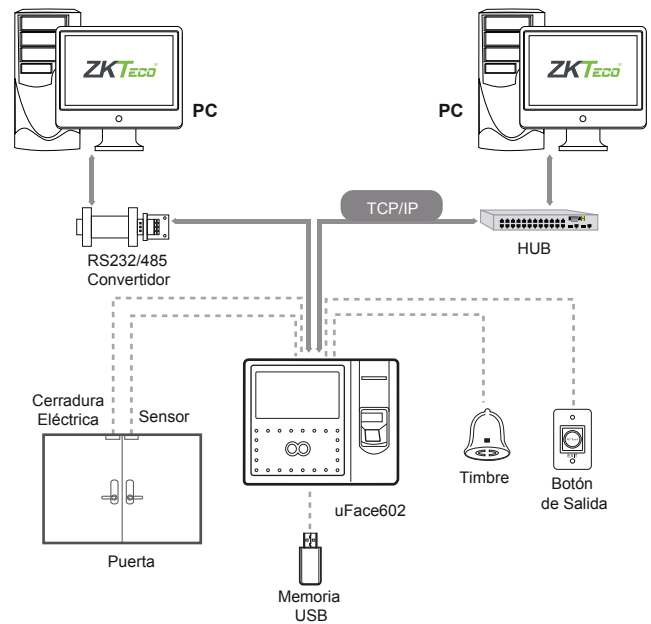 ZKTeco
ZKTeco
PC
PC
TCP/IP
RS232/485
Convertidor
HUB
Cerradura
Eléctrica
Sensor
Timbre
Botón
de Salida
uFace602
Puerta
Memoria
USB
EXIT